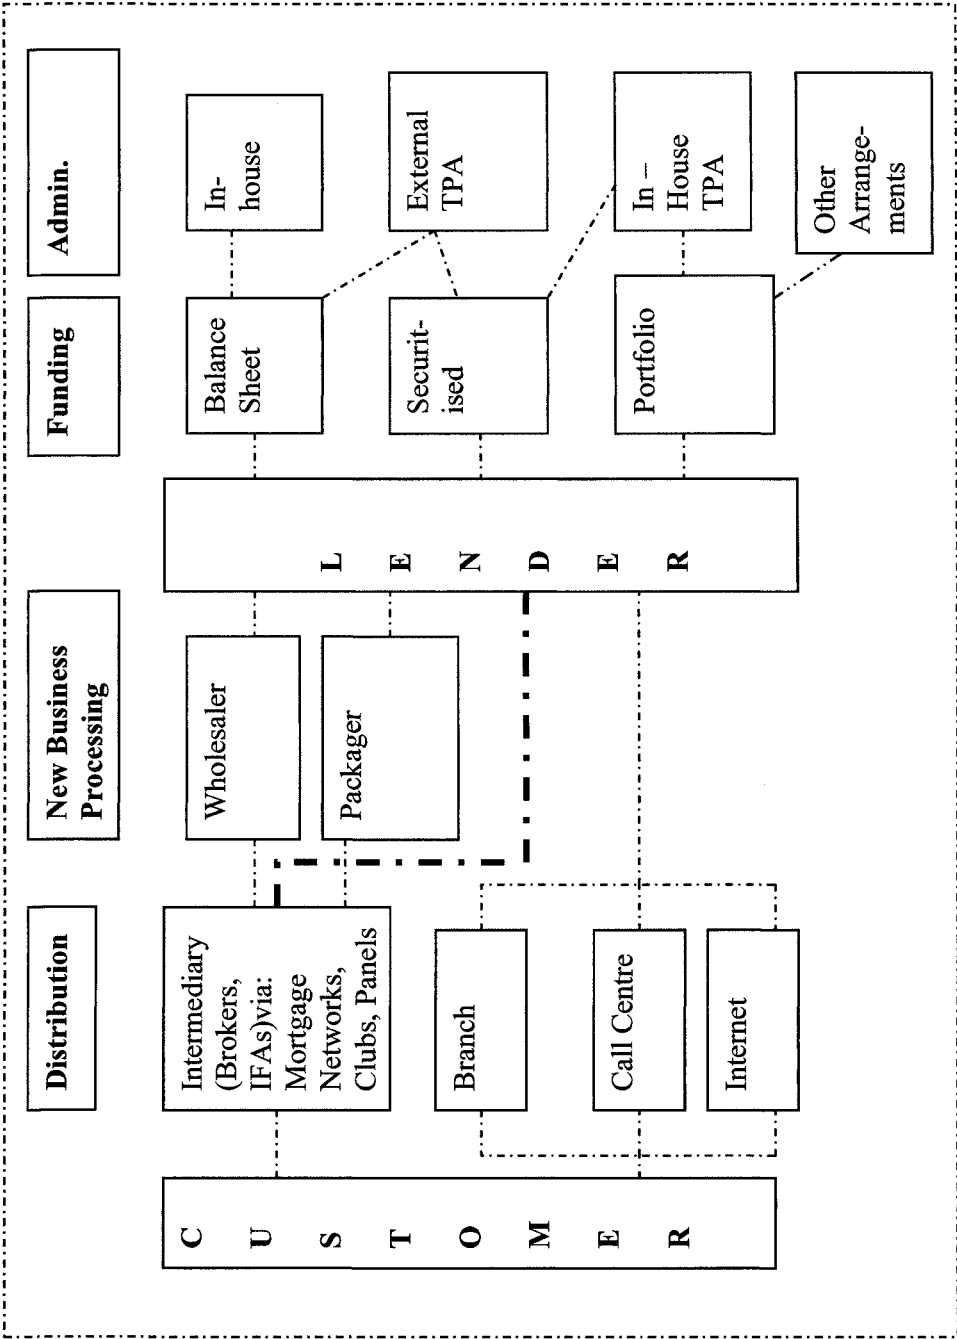 Distribution
New Business
Processing
Funding
Admin.
C
U
S
T
O
M
E
R
Intermediary
(Brokers,
IFAs)via:
Mortgage
Networks,
Clubs, Panels
Branch
Call Centre
Internet
Wholesaler
Packager
L
E
N
D
E
R
Balance
Sheet
Securit-
ised
Portfolio
In-
house
External
TPA
In –
House
TPA
Other
Arrange-
ments